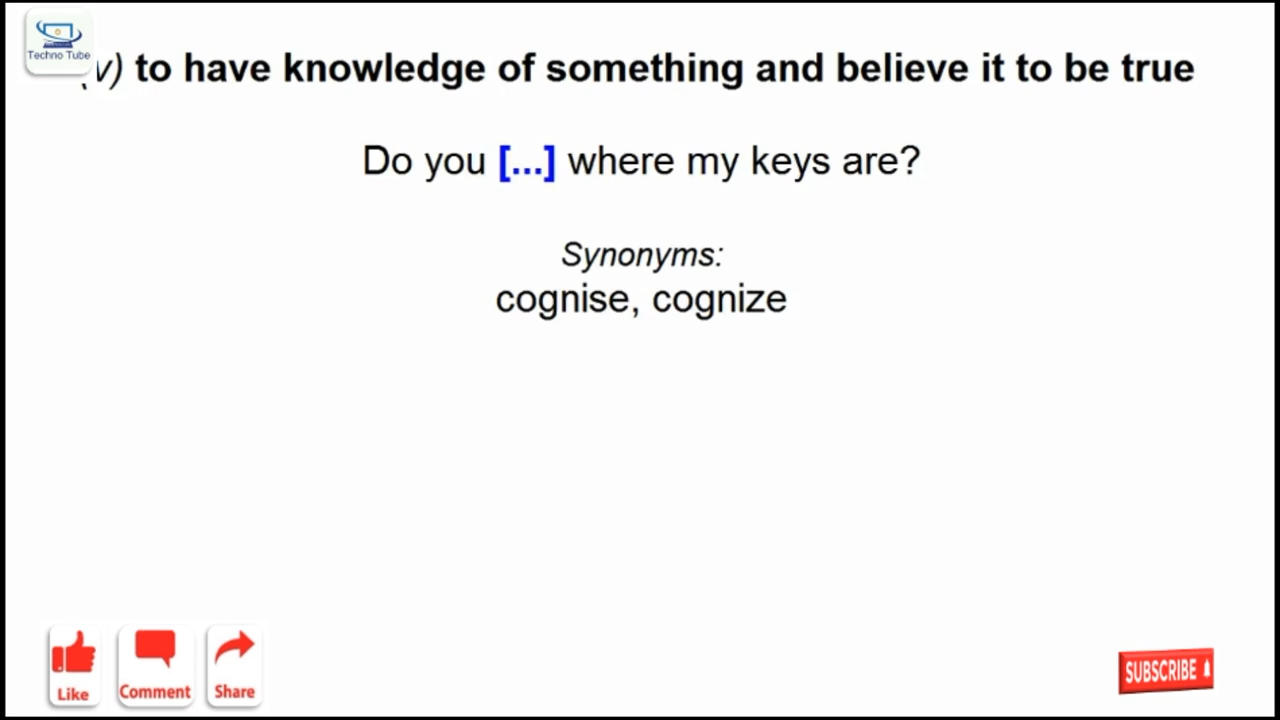 Techno Tube
(v) to have knowledge of something and believe it to be true
Do you [...] where my keys are?
Synonyms:
cognise, cognize
Like
Comment
Share
SUBSCRIBE